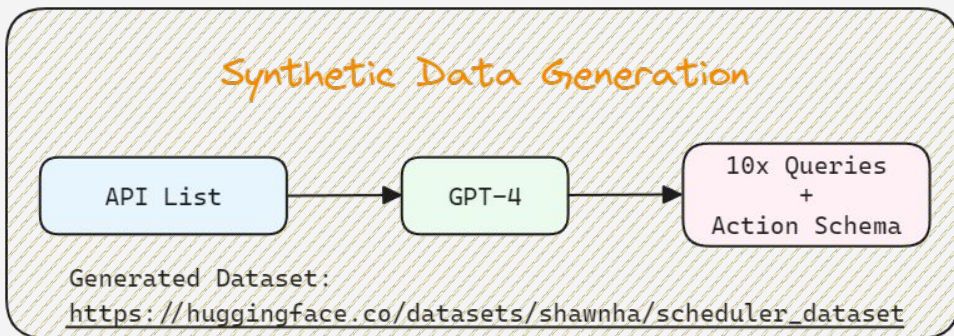 Synthetic Data Generation
API List
GPT-4
10x Queries
+
Action Schema
Generated Dataset:
https://huggingface.co/datasets/shawnha/scheduler_dataset